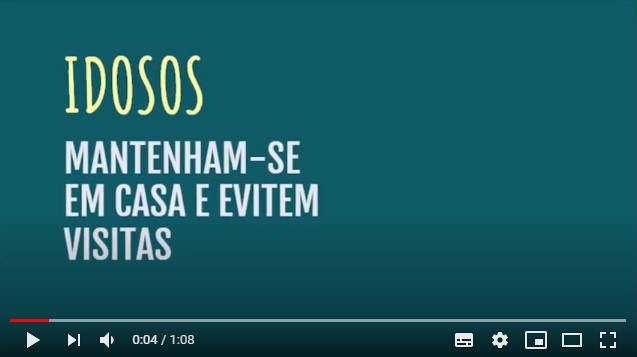 IDOSOS
MANTENHAM-SE
EM CASA E EVITEM
VISITAS
0:04 / 1:08